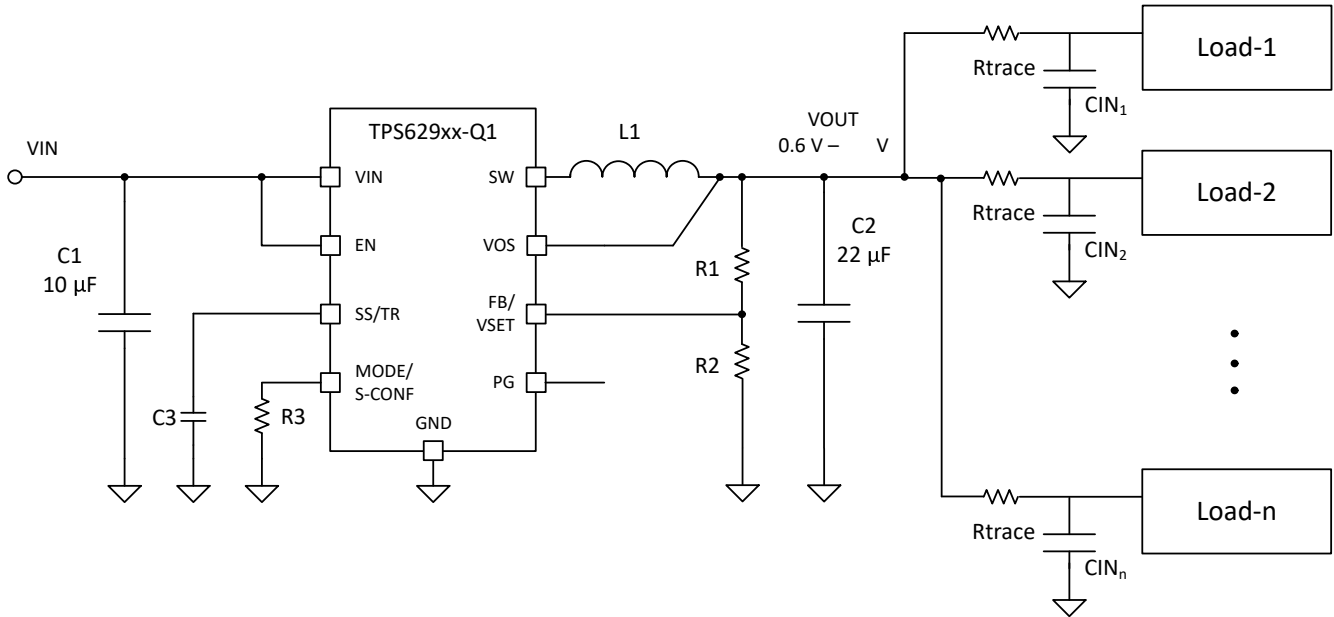 VIN
C1
10 µF
TPS629xx-Q1
VIN
EN
SS/TR
MODE/
S-CONF
SW
VOS
FB/
VSET
PG
GND
C3
R3
L1
R1
R2
VOUT
0.6 V – V
C2
22 µF
Rtrace
CIN1
Load-1
Rtrace
CIN2
Load-2
Rtrace
CINn
Load-n